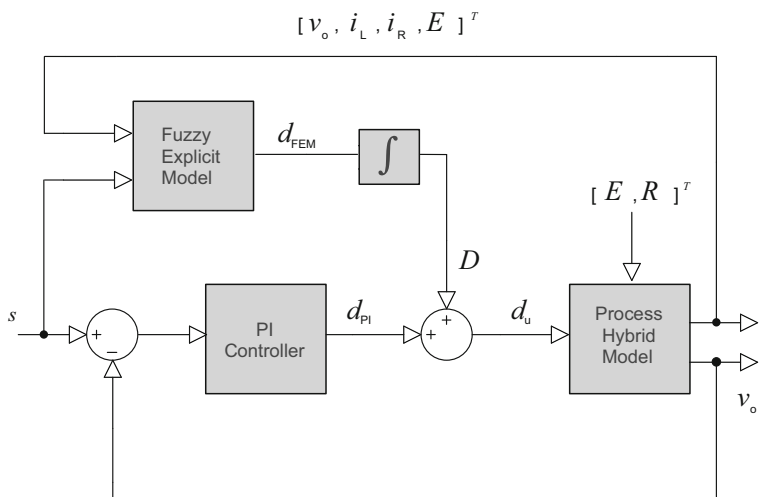 [ v_o , i_L , i_R , E ]^T
Fuzzy
Explicit
Model
d_FEM
∫
[ E , R ]^T
D
s
+
−
PI
Controller
d_PI
+
+
d_u
Process
Hybrid
Model
v_o